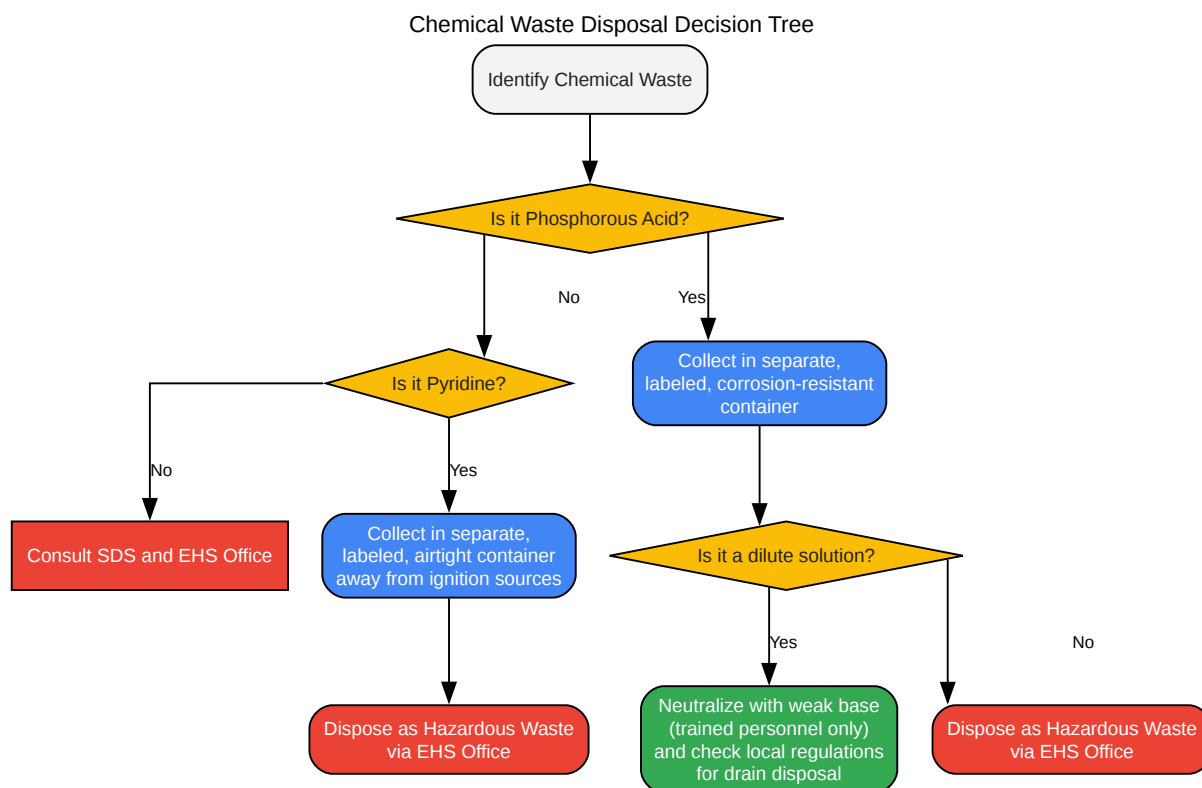 Chemical Waste Disposal Decision Tree
Identify Chemical Waste
Is it Phosphorous Acid?
No
Yes
Is it Pyridine?
Collect in separate,
labeled, corrosion-resistant
container
No
Yes
Consult SDS and EHS Office
Collect in separate,
labeled, airtight container
away from ignition sources
Is it a dilute solution?
Yes
No
Dispose as Hazardous Waste
via EHS Office
Neutralize with weak base
(trained personnel only)
and check local regulations
for drain disposal
Dispose as Hazardous Waste
via EHS Office